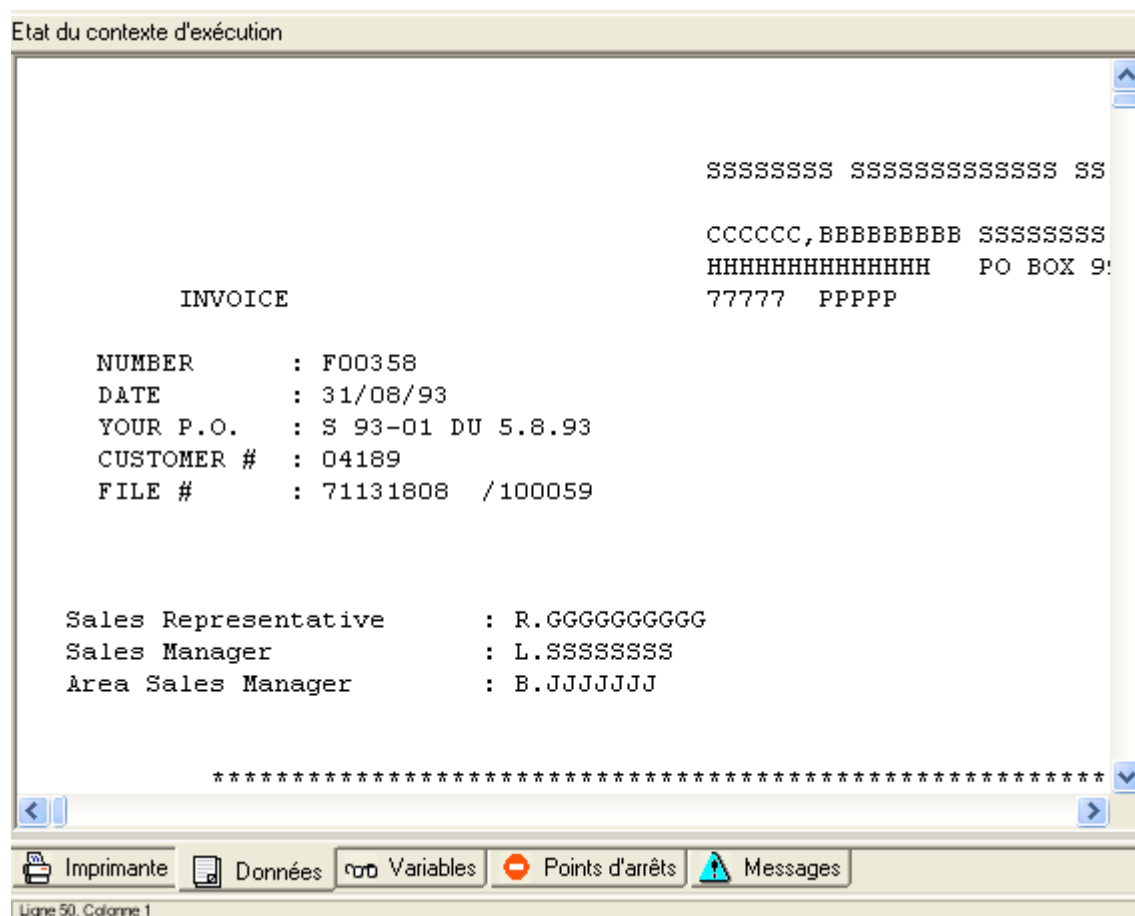 Etat du contexte d'exécution
SSSSSSSS SSSSSSSSSSSSS SS
CCCCCC,BBBBBBBBB SSSSSSSS
HHHHHHHHHHHHHH PO BOX 9
INVOICE 77777 PPPPP
NUMBER : F00358
DATE : 31/08/93
YOUR P.O. : S 93-01 DU 5.8.93
CUSTOMER # : 04189
FILE # : 71131808 /100059
Sales Representative : R.GGGGGGGGGG
Sales Manager : L.SSSSSSSS
Area Sales Manager : B.JJJJJJJ
********************************************************
Imprimante Données Variables Points d'arrêts Messages
Ligne 50, Colonne 1